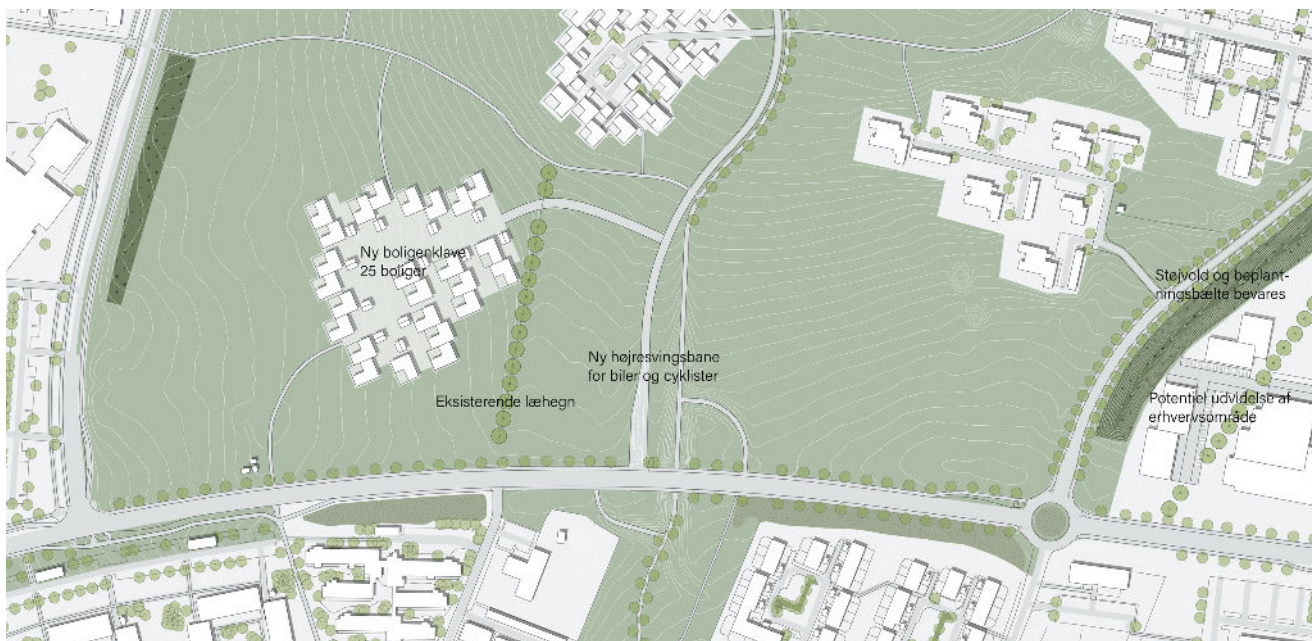 Ny boligenklave
25 boliger
Støjvold og beplant-
ningsbælte bevares
Ny højresvingsbane
for biler og cyklister
Eksisterende læhegn
Potentiel udvidelse af
erhvervsområde